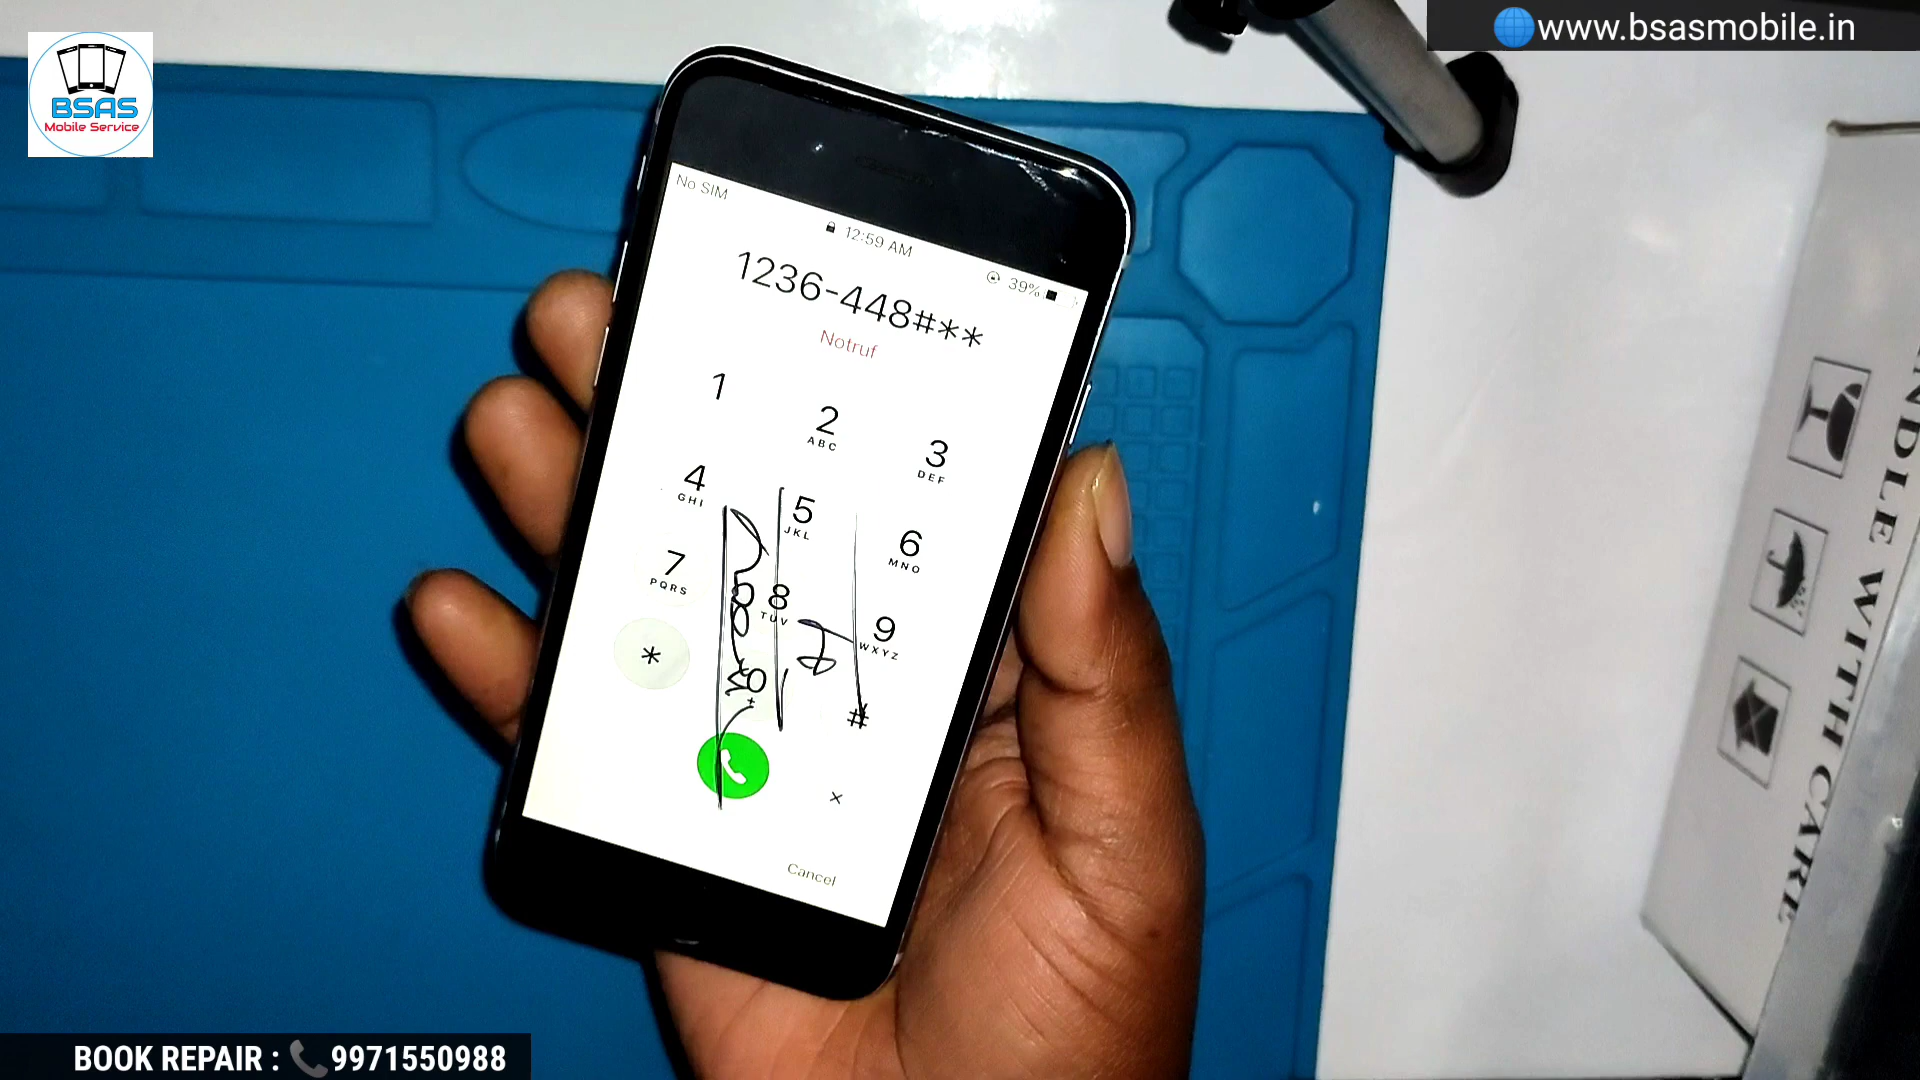 www.bsasmobile.in
BSAS
Mobile Service
No SIM
12:59 AM
39%
1236-448#**
Notruf
1
2
ABC
3
DEF
4
GHI
5
JKL
6
MNO
7
PQRS
8
TUV
9
WXYZ
*
0
+
#
×
Cancel
NDLE WITH CARE
BOOK REPAIR : 9971550988